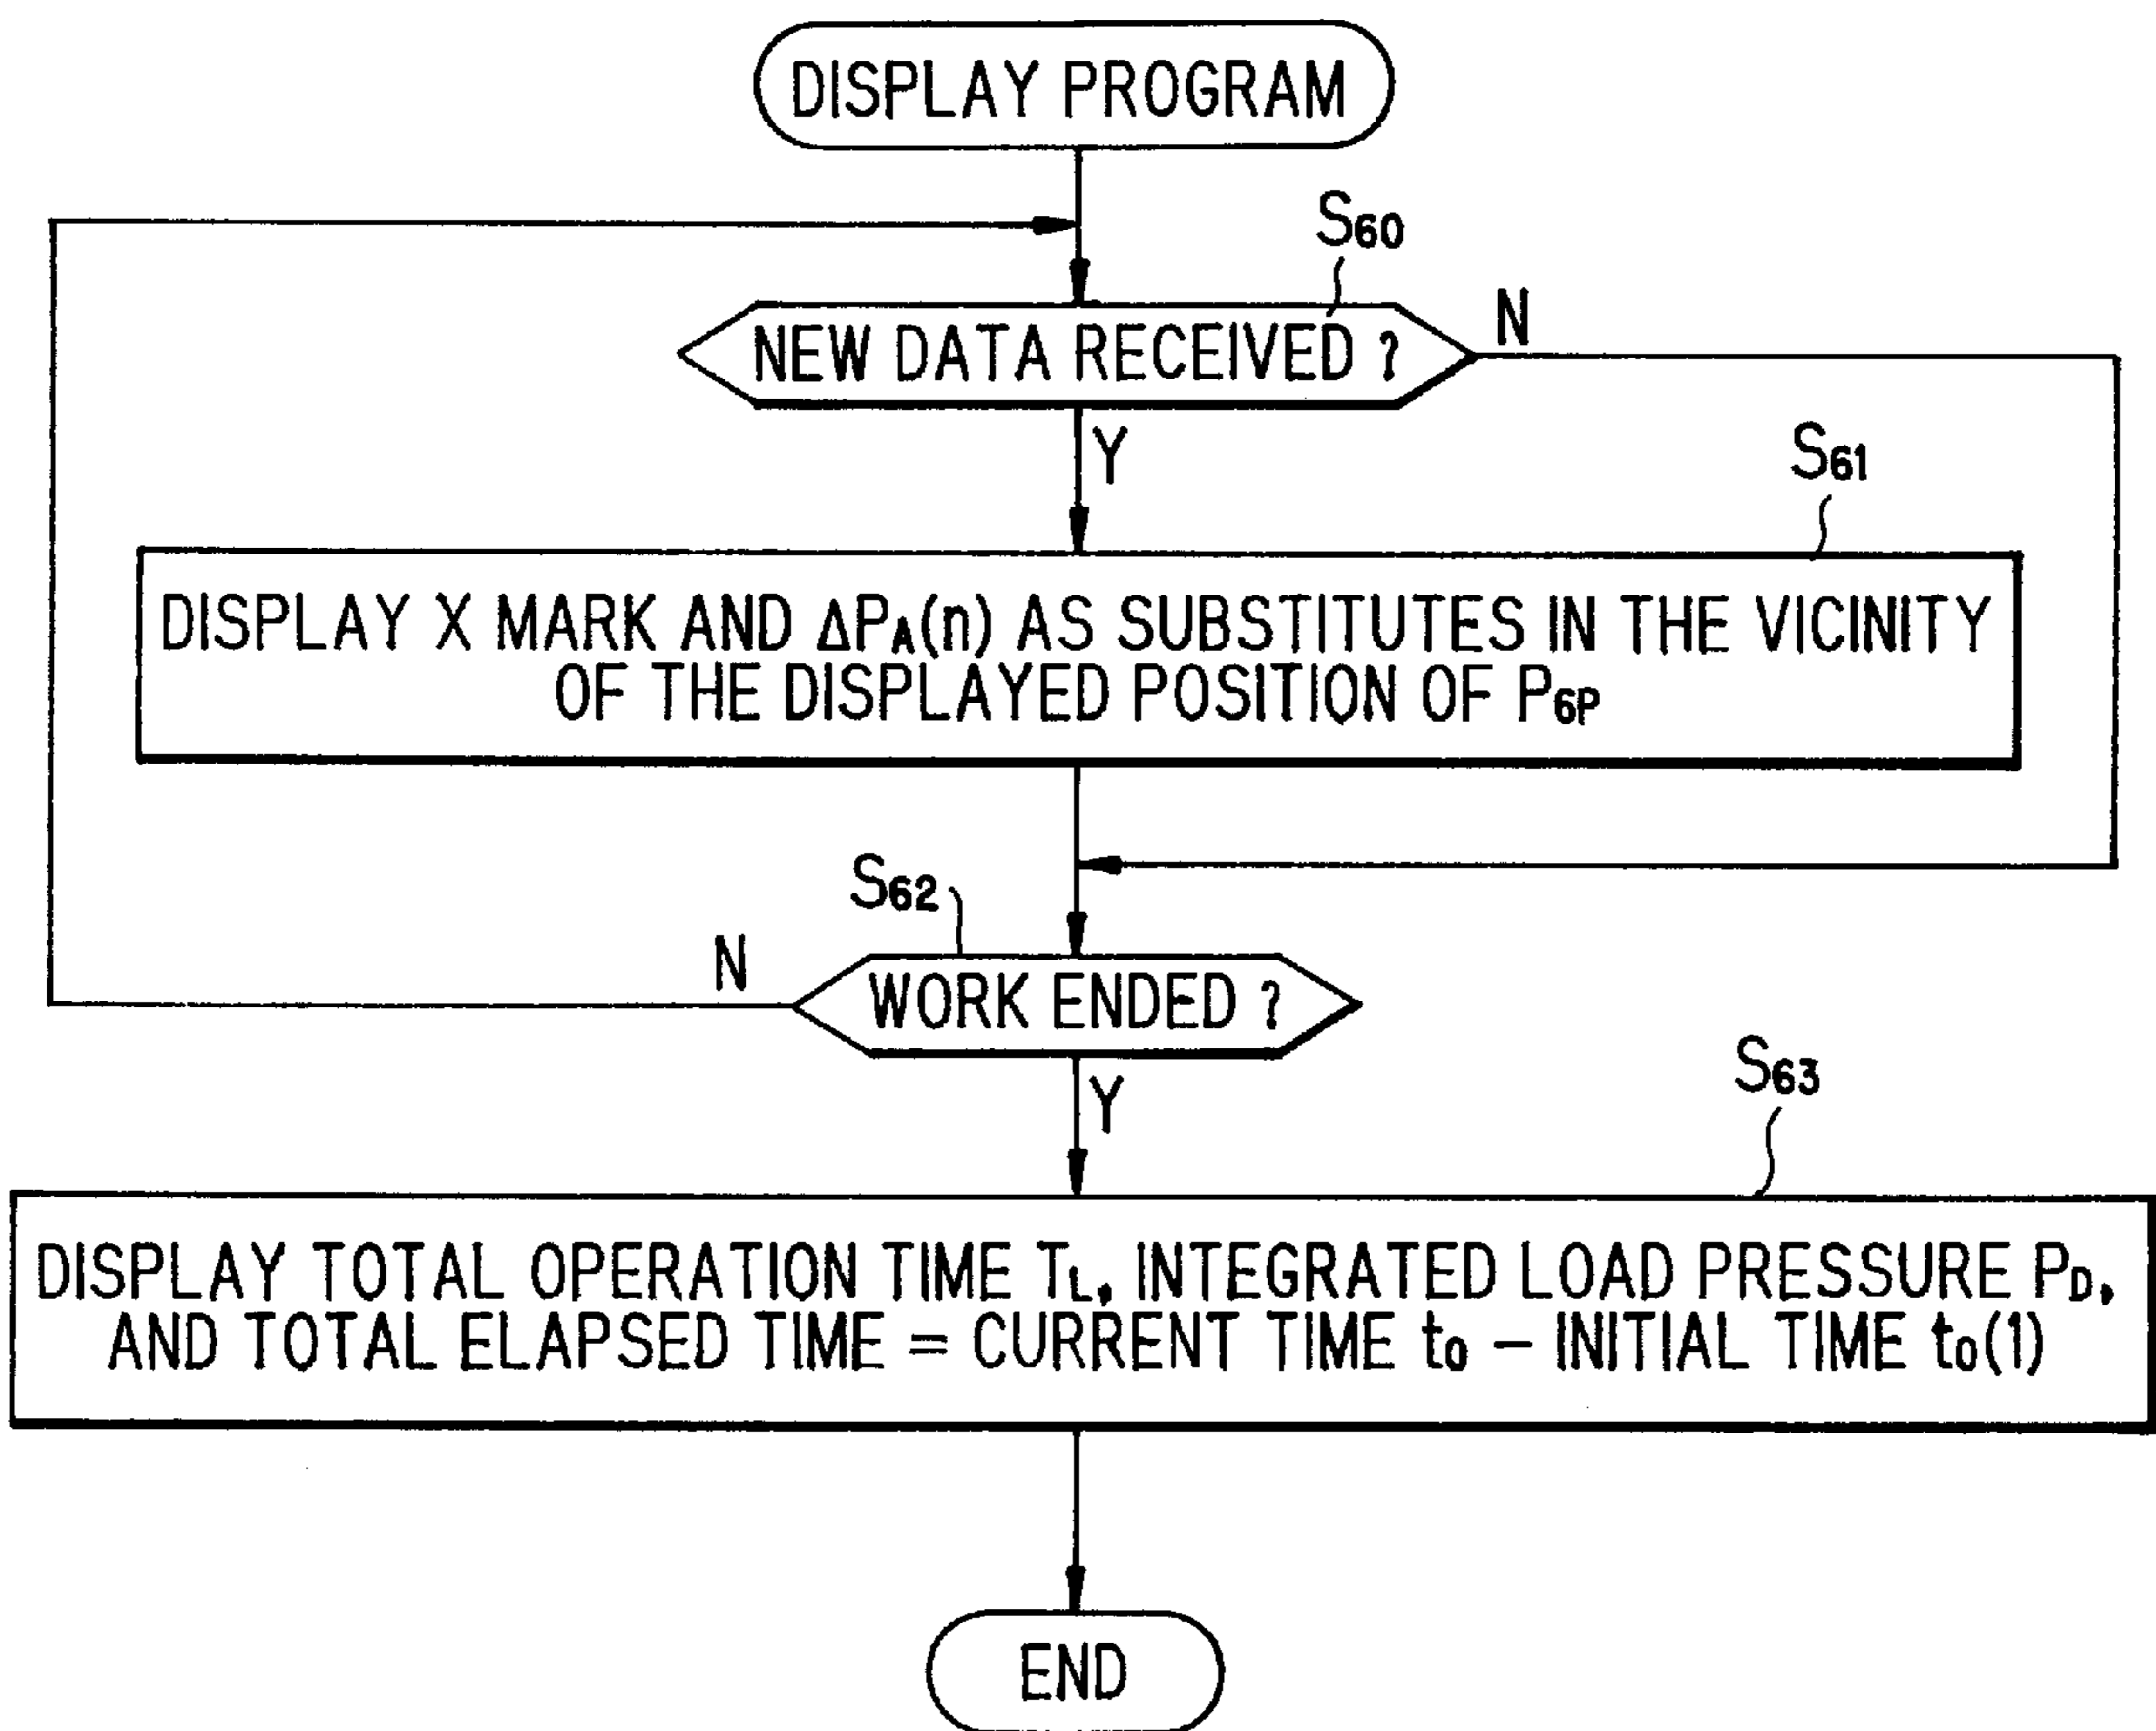 DISPLAY PROGRAM
S60
NEW DATA RECEIVED ?
N
Y
S61
DISPLAY X MARK AND ΔPA(n) AS SUBSTITUTES IN THE VICINITY
OF THE DISPLAYED POSITION OF P6P
S62
N
WORK ENDED ?
Y
S63
DISPLAY TOTAL OPERATION TIME TL, INTEGRATED LOAD PRESSURE PD,
AND TOTAL ELAPSED TIME = CURRENT TIME t0 − INITIAL TIME t0(1)
END